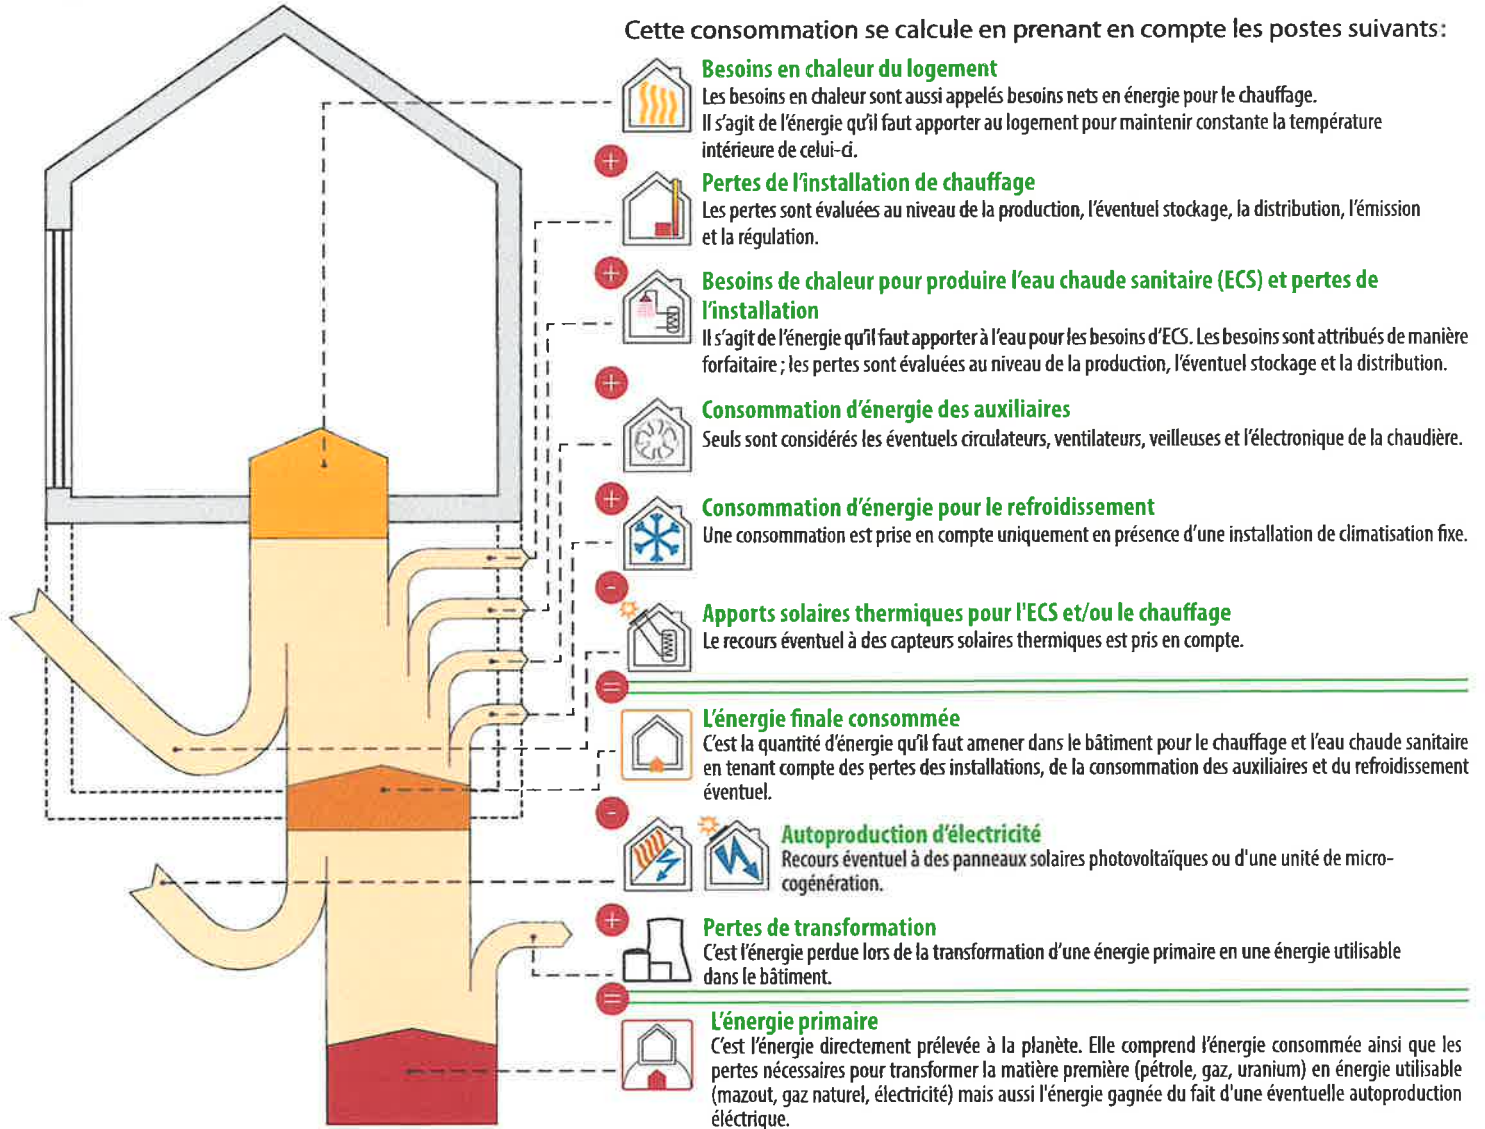 Cette consommation se calcule en prenant en compte les postes suivants:
Besoins en chaleur du logement
Les besoins en chaleur sont aussi appelés besoins nets en énergie pour le chauffage.
Il s'agit de l'énergie qu'il faut apporter au logement pour maintenir constante la température
intérieure de celui-ci.
+
Pertes de l'installation de chauffage
Les pertes sont évaluées au niveau de la production, l'éventuel stockage, la distribution, l'émission
et la régulation.
+
Besoins de chaleur pour produire l'eau chaude sanitaire (ECS) et pertes de
l'installation
Il s'agit de l'énergie qu'il faut apporter à l'eau pour les besoins d'ECS. Les besoins sont attribués de manière
forfaitaire ; les pertes sont évaluées au niveau de la production, l'éventuel stockage et la distribution.
+
Consommation d'énergie des auxiliaires
Seuls sont considérés les éventuels circulateurs, ventilateurs, veilleuses et l'électronique de la chaudière.
+
Consommation d'énergie pour le refroidissement
Une consommation est prise en compte uniquement en présence d'une installation de climatisation fixe.
-
Apports solaires thermiques pour l'ECS et/ou le chauffage
Le recours éventuel à des capteurs solaires thermiques est pris en compte.
=
L'énergie finale consommée
C'est la quantité d'énergie qu'il faut amener dans le bâtiment pour le chauffage et l'eau chaude sanitaire
en tenant compte des pertes des installations, de la consommation des auxiliaires et du refroidissement
éventuel.
-
Autoproduction d'électricité
Recours éventuel à des panneaux solaires photovoltaïques ou d'une unité de micro-
cogénération.
+
Pertes de transformation
C'est l'énergie perdue lors de la transformation d'une énergie primaire en une énergie utilisable
dans le bâtiment.
=
L'énergie primaire
C'est l'énergie directement prélevée à la planète. Elle comprend l'énergie consommée ainsi que les
pertes nécessaires pour transformer la matière première (pétrole, gaz, uranium) en énergie utilisable
(mazout, gaz naturel, électricité) mais aussi l'énergie gagnée du fait d'une éventuelle autoproduction
éléctrique.